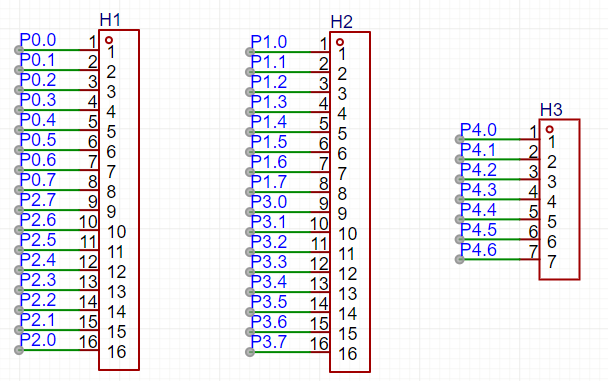 H1
P0.0 1 1
P0.1 2 2
P0.2 3 3
P0.3 4 4
P0.4 5 5
P0.5 6 6
P0.6 7 7
P0.7 8 8
P2.7 9 9
P2.6 10 10
P2.5 11 11
P2.4 12 12
P2.3 13 13
P2.2 14 14
P2.1 15 15
P2.0 16 16
H2
P1.0 1 1
P1.1 2 2
P1.2 3 3
P1.3 4 4
P1.4 5 5
P1.5 6 6
P1.6 7 7
P1.7 8 8
P3.0 9 9
P3.1 10 10
P3.2 11 11
P3.3 12 12
P3.4 13 13
P3.5 14 14
P3.6 15 15
P3.7 16 16
H3
P4.0 1 1
P4.1 2 2
P4.2 3 3
P4.3 4 4
P4.4 5 5
P4.5 6 6
P4.6 7 7